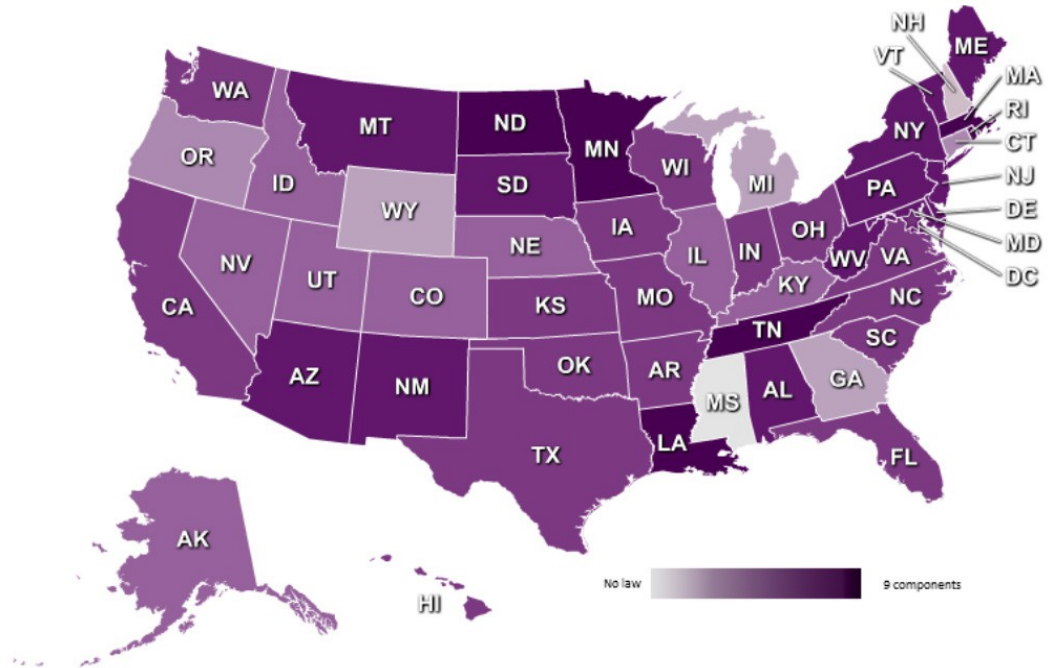 NH
ME
VT
MA
WA
RI
MT
ND
NY
CT
MN
OR
WI
NJ
ID
SD
MI
PA
DE
WY
MD
IA
OH
NE
IL
IN
WV
VA
DC
NV
UT
CO
KY
CA
KS
MO
NC
TN
SC
AZ
NM
OK
AR
GA
MS
AL
LA
TX
FL
AK
No law
9 components
HI